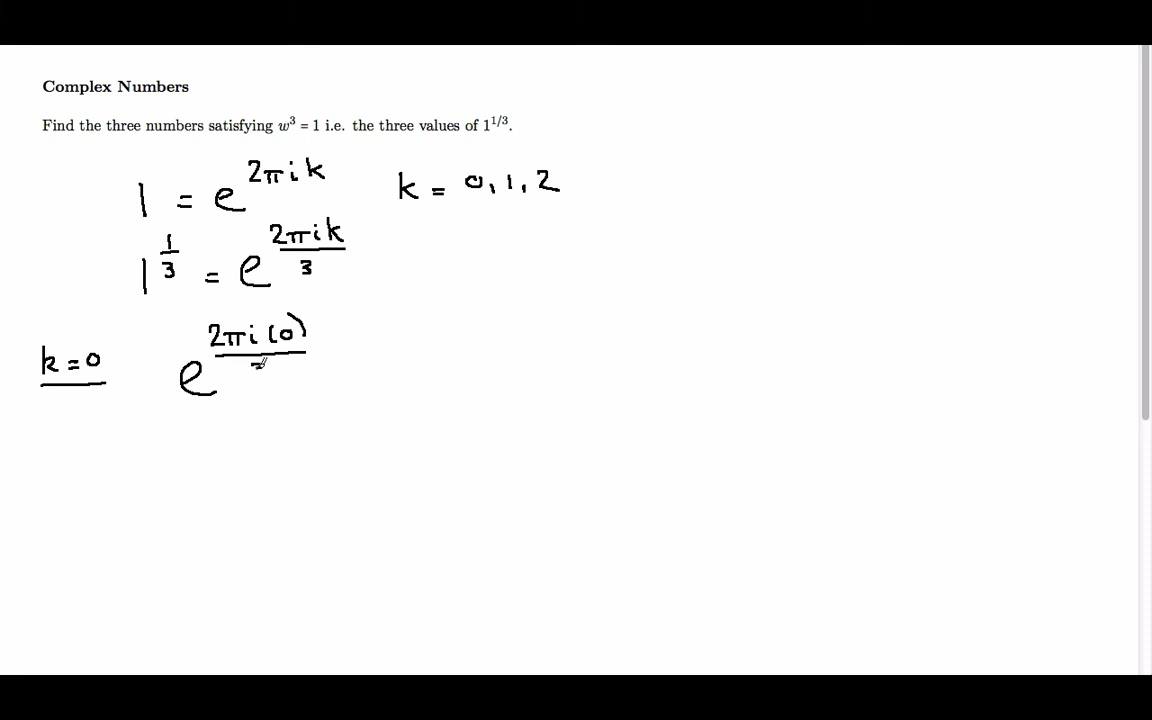 Complex Numbers
Find the three numbers satisfying w³ = 1 i.e. the three values of 1^{1/3}.
1 = e^{2πik} k = 0, 1, 2
1^{1/3} = e^{2πik/3}
k = 0 e^{2πi(0)/}